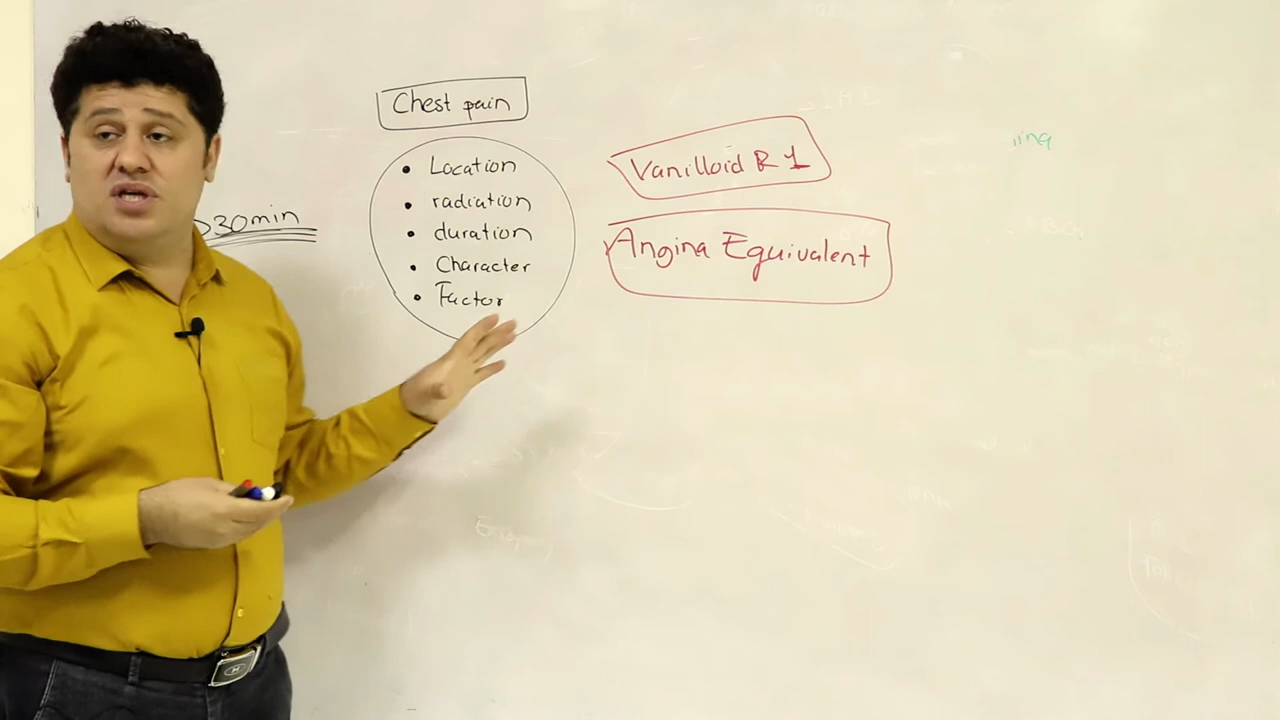 Chest pain
• Location
• radiation
• duration
• Character
• Factor
>30min
Vanilloid R 1
Angina Equivalent